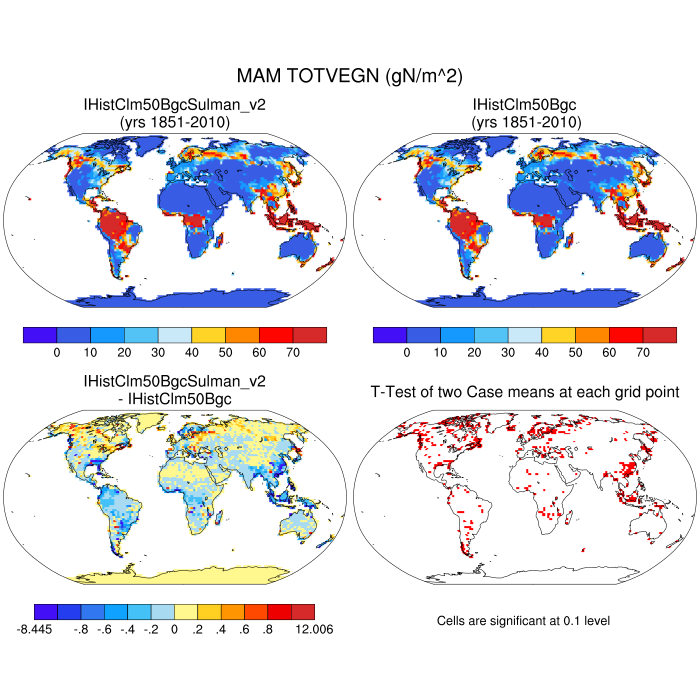 MAM TOTVEGN (gN/m^2)
IHistClm50BgcSulman_v2
(yrs 1851-2010)
IHistClm50Bgc
(yrs 1851-2010)
0 10 20 30 40 50 60 70
0 10 20 30 40 50 60 70
IHistClm50BgcSulman_v2
- IHistClm50Bgc
T-Test of two Case means at each grid point
-8.445 -.8 -.6 -.4 -.2 0 .2 .4 .6 .8 12.006
Cells are significant at 0.1 level